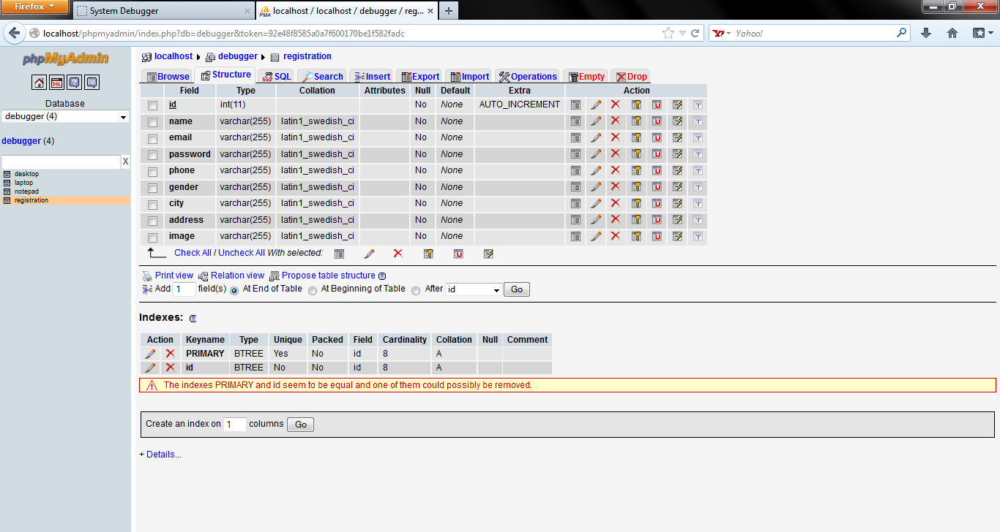 Firefox
System Debugger
localhost / localhost / debugger / reg...
localhost/phpmyadmin/index.php?db=debugger&token=92e48f8585a0a7f600170be1f582fadc
Yahoo!
phpMyAdmin
Database
debugger (4)
debugger (4)
X
desktop
laptop
notepad
registration
localhost debugger registration
Browse Structure SQL Search Insert Export Import Operations Empty Drop
Field Type Collation Attributes Null Default Extra Action
id int(11) No None AUTO_INCREMENT
name varchar(255) latin1_swedish_ci No None
email varchar(255) latin1_swedish_ci No None
password varchar(255) latin1_swedish_ci No None
phone varchar(255) latin1_swedish_ci No None
gender varchar(255) latin1_swedish_ci No None
city varchar(255) latin1_swedish_ci No None
address varchar(255) latin1_swedish_ci No None
image varchar(255) latin1_swedish_ci No None
Check All / Uncheck All With selected:
Print view Relation view Propose table structure
Add 1 field(s) At End of Table At Beginning of Table After id Go
Indexes:
Action Keyname Type Unique Packed Field Cardinality Collation Null Comment
PRIMARY BTREE Yes No id 8 A
id BTREE No No id 8 A
The indexes PRIMARY and id seem to be equal and one of them could possibly be removed.
Create an index on 1 columns Go
+ Details...